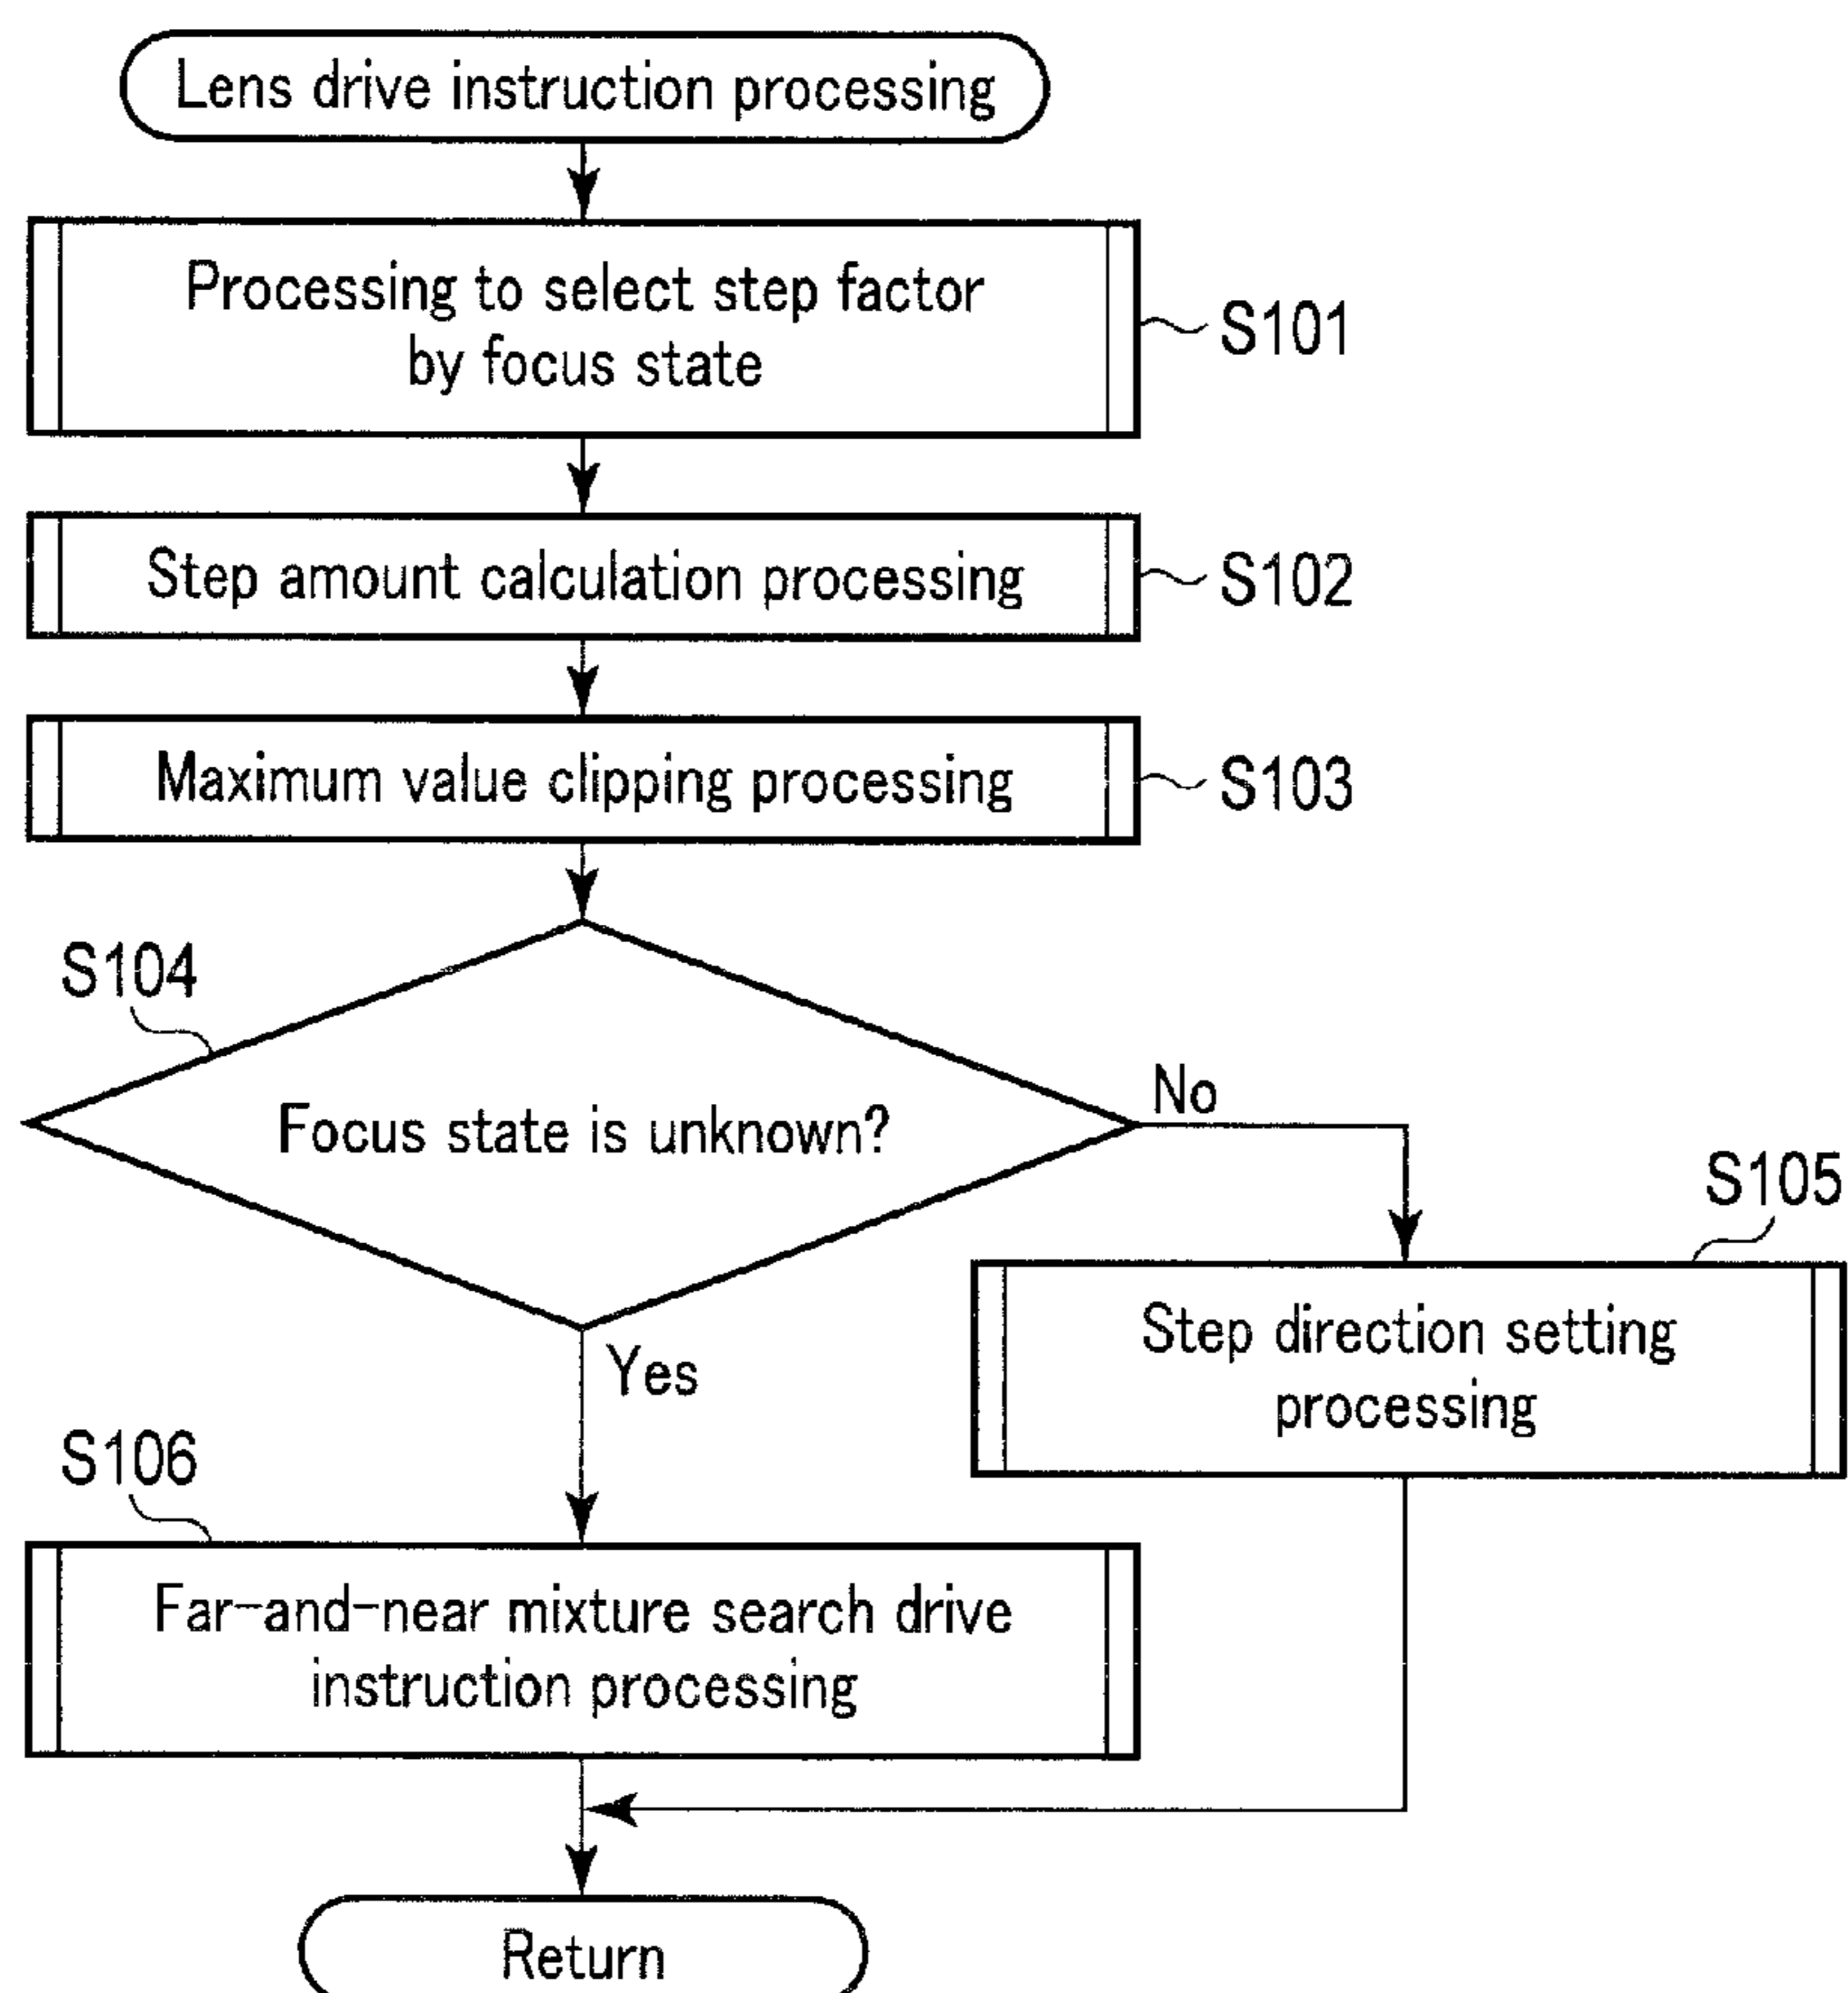 Lens drive instruction processing
Processing to select step factor
by focus state
S101
Step amount calculation processing
S102
Maximum value clipping processing
S103
S104
Focus state is unknown?
No
Yes
S105
Step direction setting
processing
S106
Far-and-near mixture search drive
instruction processing
Return